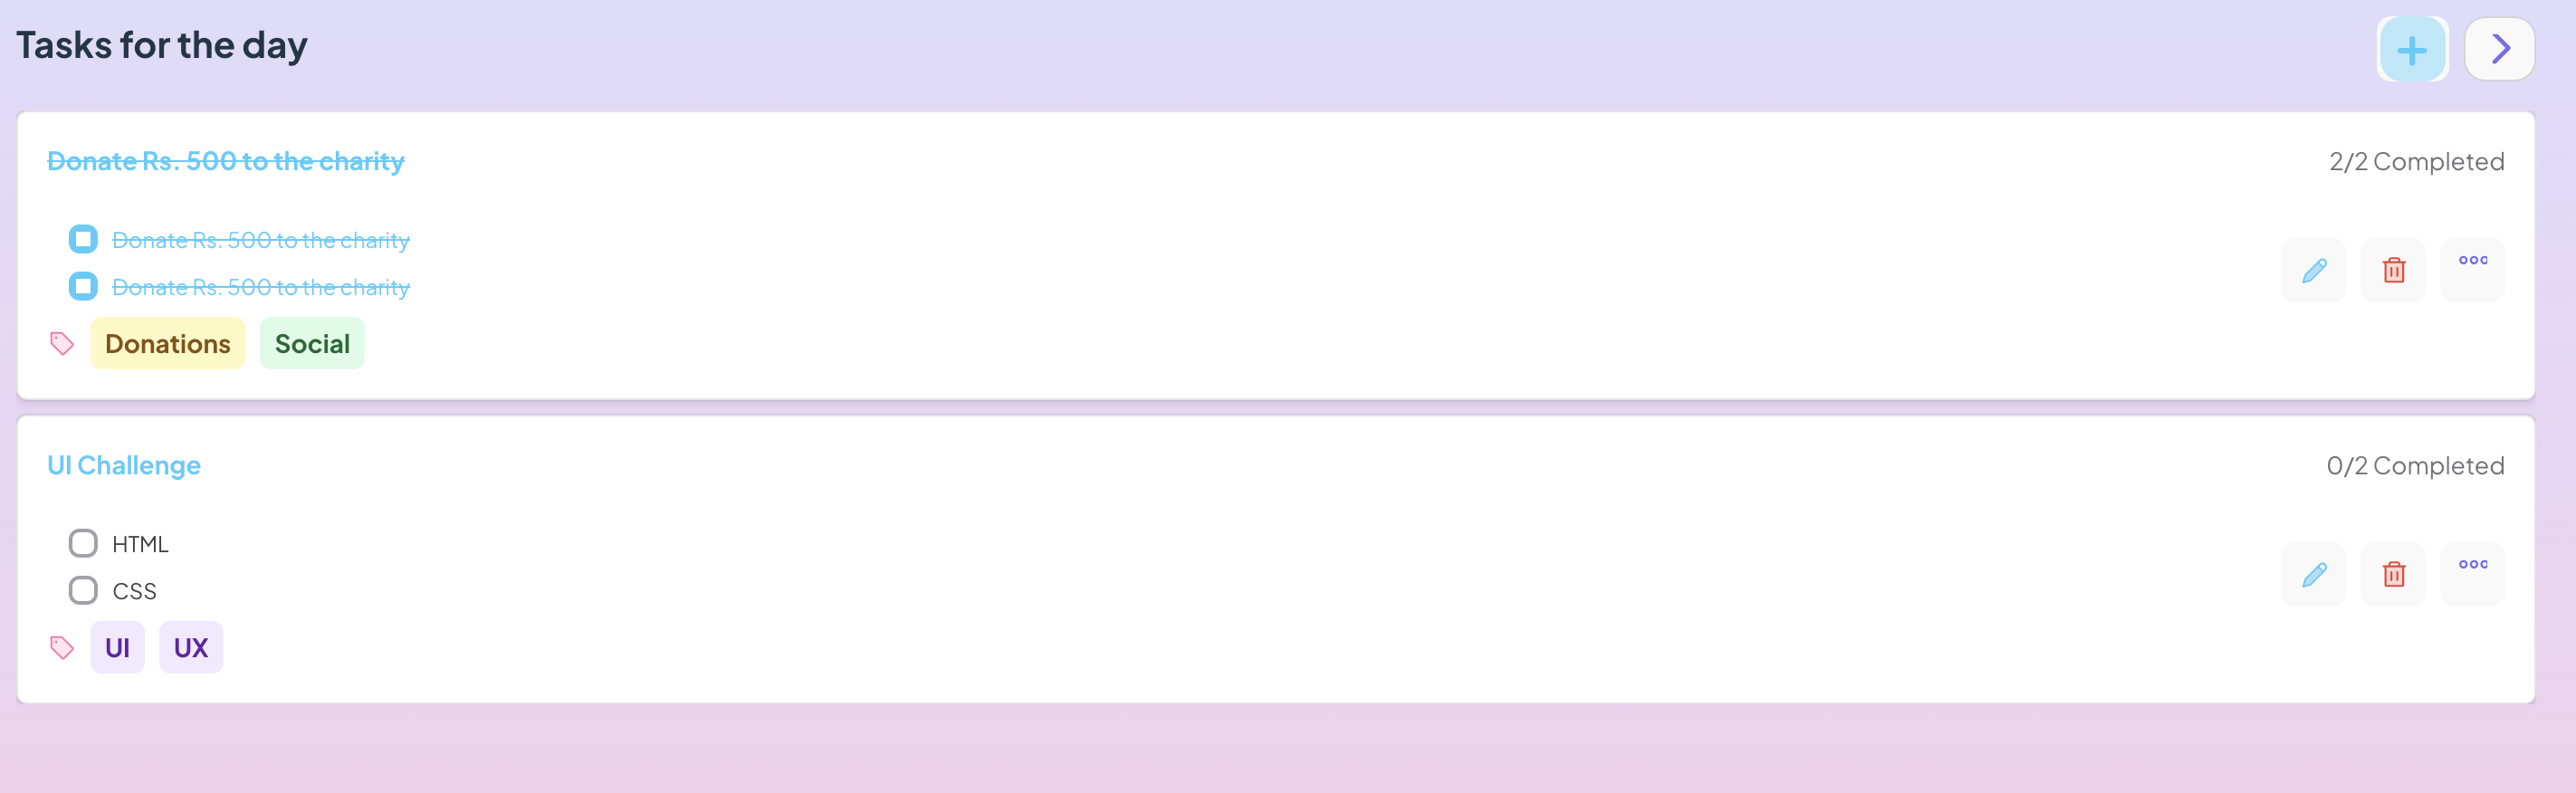 Tasks for the day
Donate Rs. 500 to the charity
2/2 Completed
Donate Rs. 500 to the charity
Donate Rs. 500 to the charity
Donations Social
UI Challenge
0/2 Completed
HTML
CSS
UI UX